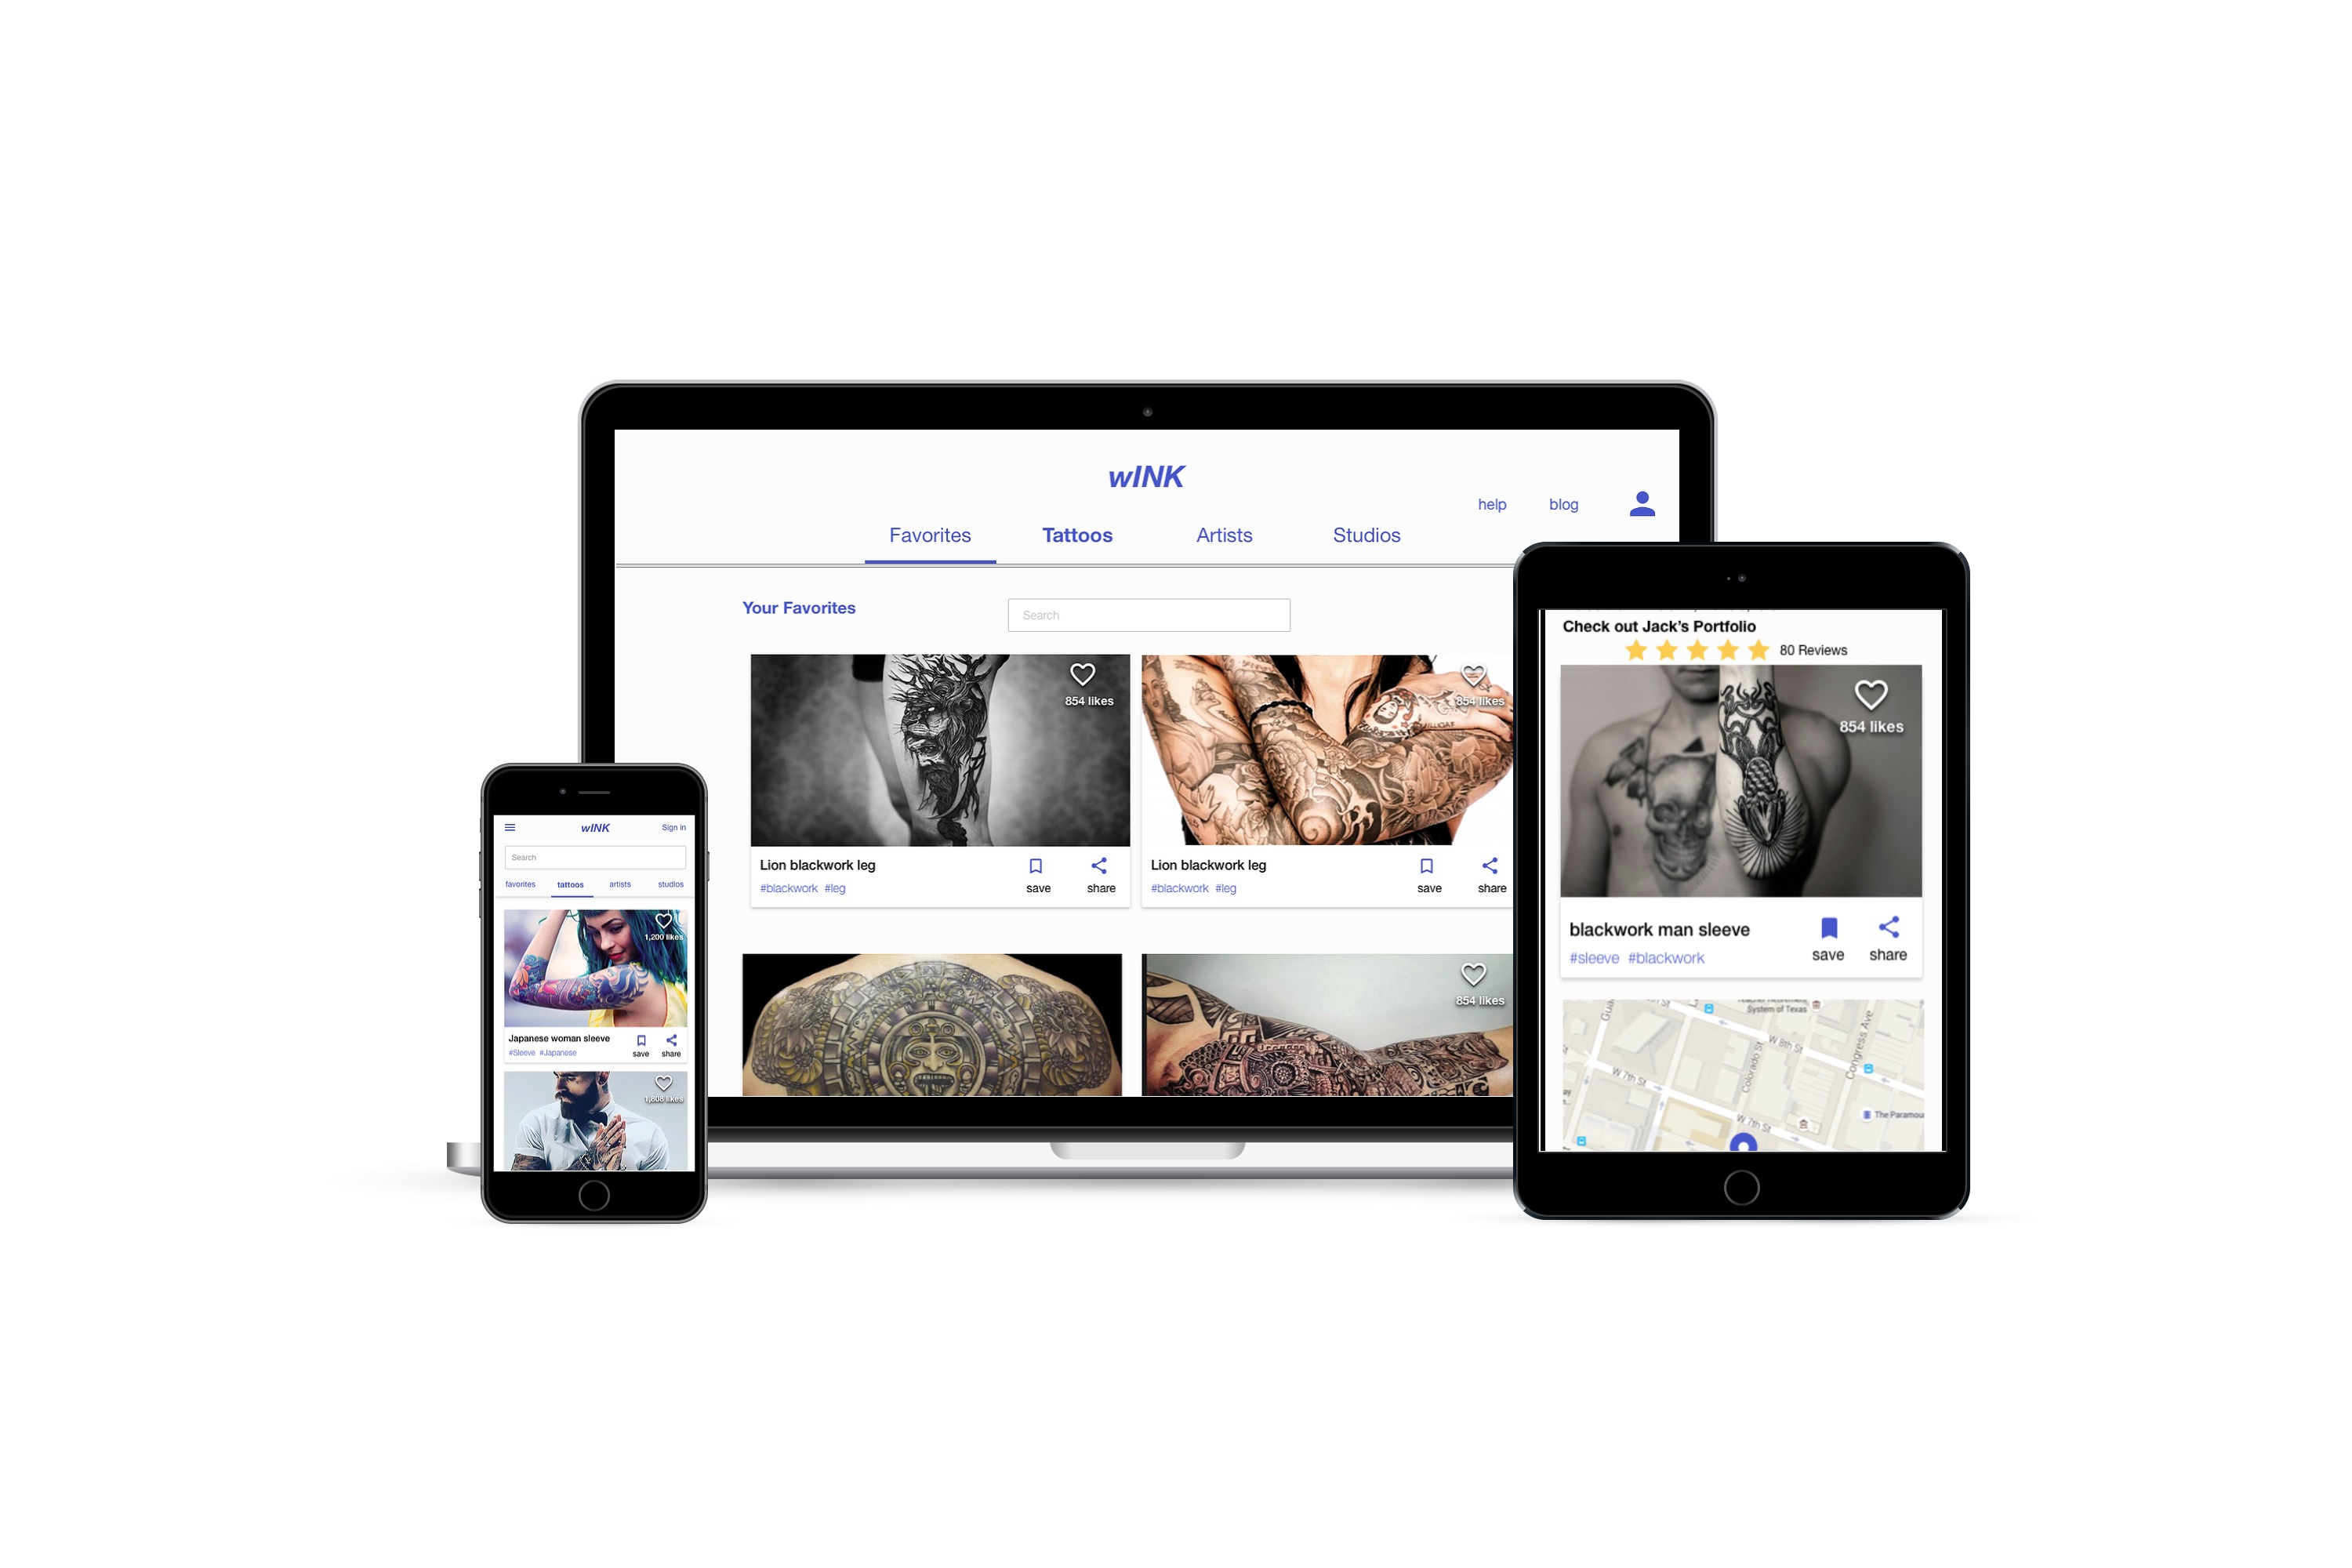 wINK
help blog
Favorites Tattoos Artists Studios
Your Favorites
Search
854 likes
854 likes
Lion blackwork leg
#blackwork #leg
save share
Lion blackwork leg
#blackwork #leg
save share
854 likes
wINK Sign in
Search
favorites tattoos artists studios
1,200 likes
Japanese woman sleeve
#Sleeve #Japanese
save share
1,808 likes
Check out Jack's Portfolio
80 Reviews
854 likes
blackwork man sleeve
#sleeve #blackwork
save share
System of Texas
W 8th St
Colorado St
Congress Ave
W 7th St
W 7th St
The Paramou